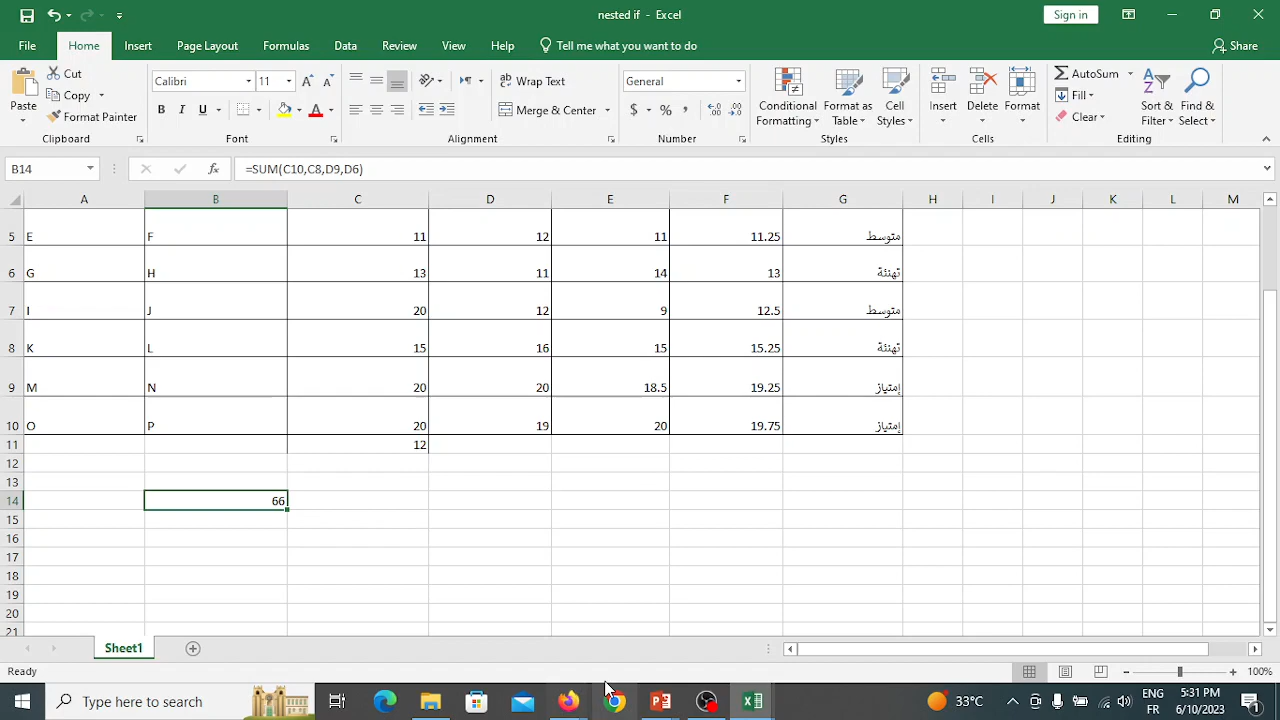 nested if - Excel
Sign in
File Home Insert Page Layout Formulas Data Review View Help Tell me what you want to do Share
Paste Cut Copy Format Painter
Calibri 11 A A
B I U A
Wrap Text
Merge & Center
General
$ % ,
Conditional Formatting Format as Table Cell Styles
Insert Delete Format
AutoSum Fill Clear
Sort & Filter Find & Select
Clipboard Font Alignment Number Styles Cells Editing
B14 fx =SUM(C10,C8,D9,D6)
A B C D E F G H I J K L M
5 E F 11 12 11 11.25 متوسط
6 G H 13 11 14 13 تهنئة
7 I J 20 12 9 12.5 متوسط
8 K L 15 16 15 15.25 تهنئة
9 M N 20 20 18.5 19.25 إمتياز
10 O P 20 19 20 19.75 إمتياز
11 12
12
13
14 66
15
16
17
18
19
20
21
Sheet1
Ready 100%
Type here to search 33°C ENG 5:31 PM
FR 6/10/2023